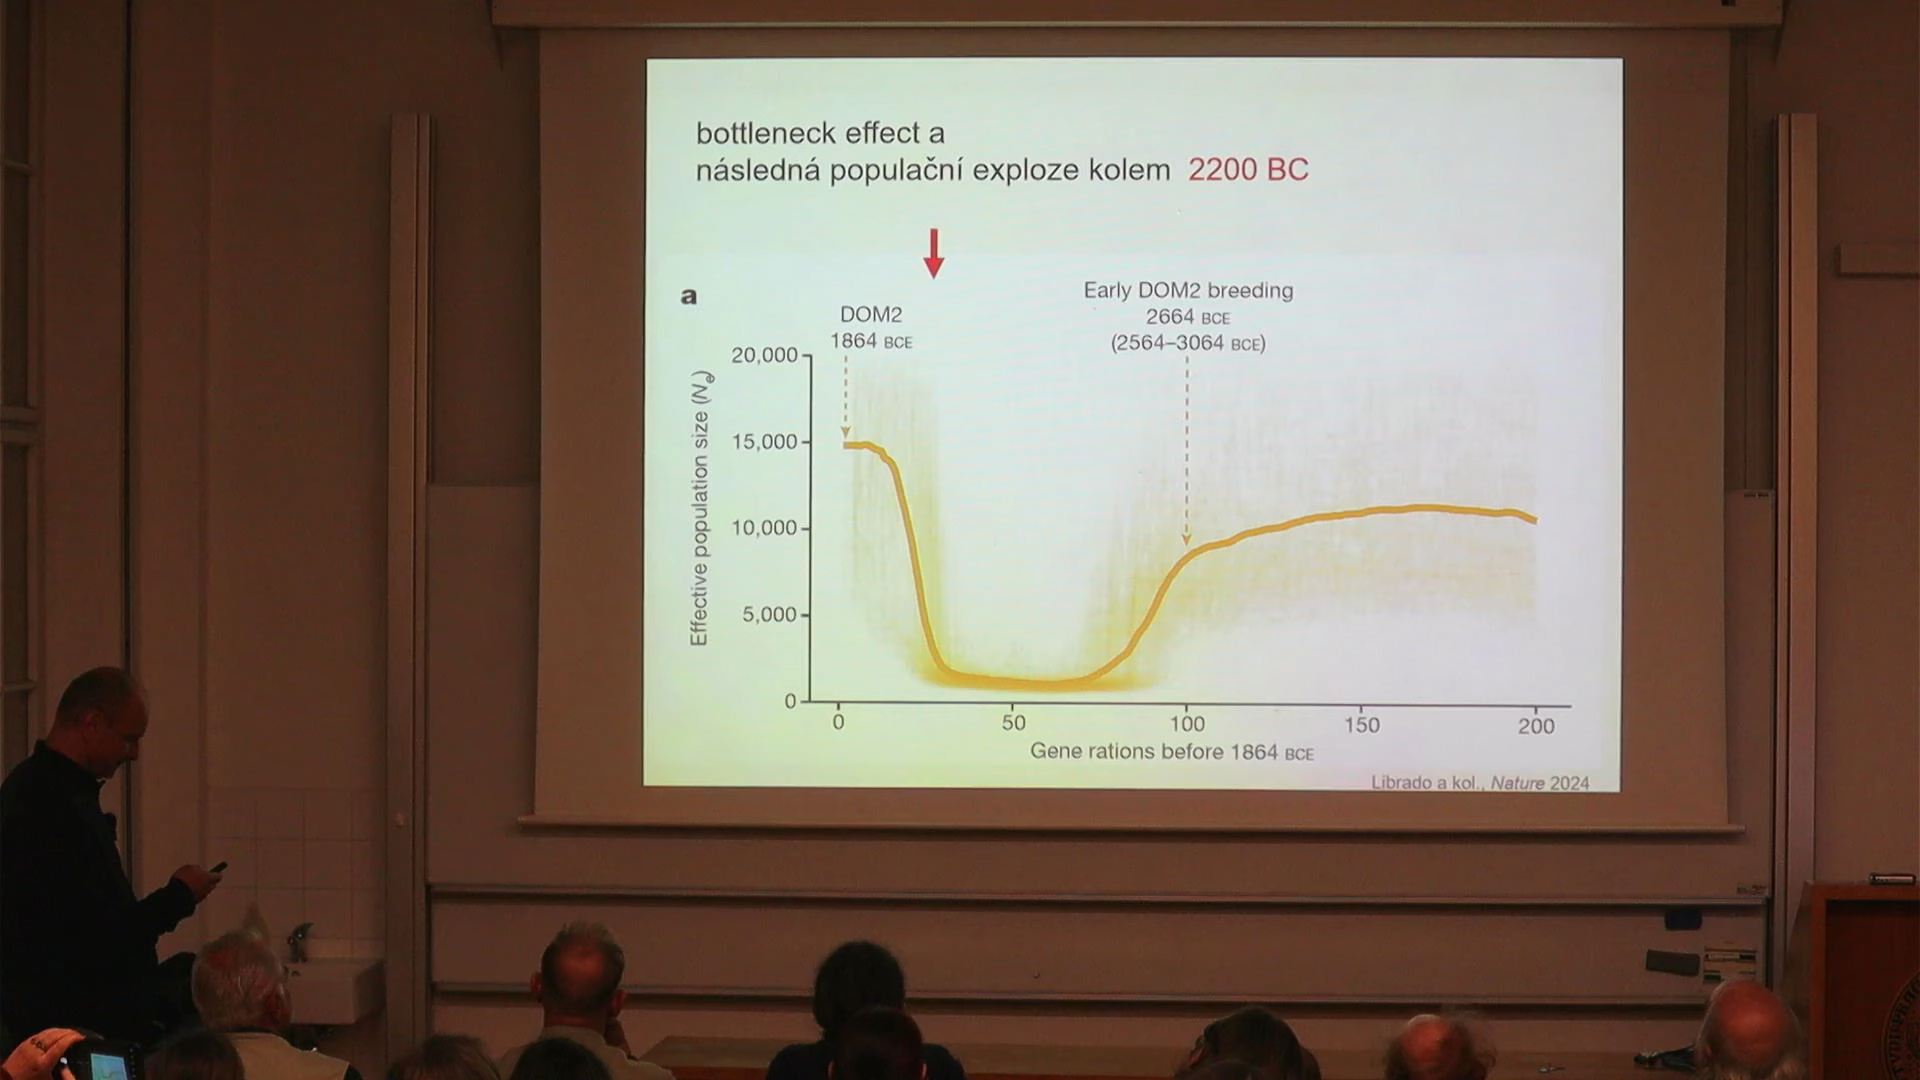 bottleneck effect a
následná populační exploze kolem 2200 BC
a
DOM2
1864 BCE
Early DOM2 breeding
2664 BCE
(2564–3064 BCE)
Effective population size (Ne)
20,000
15,000
10,000
5,000
0
0 50 100 150 200
Gene rations before 1864 BCE
Librado a kol., Nature 2024